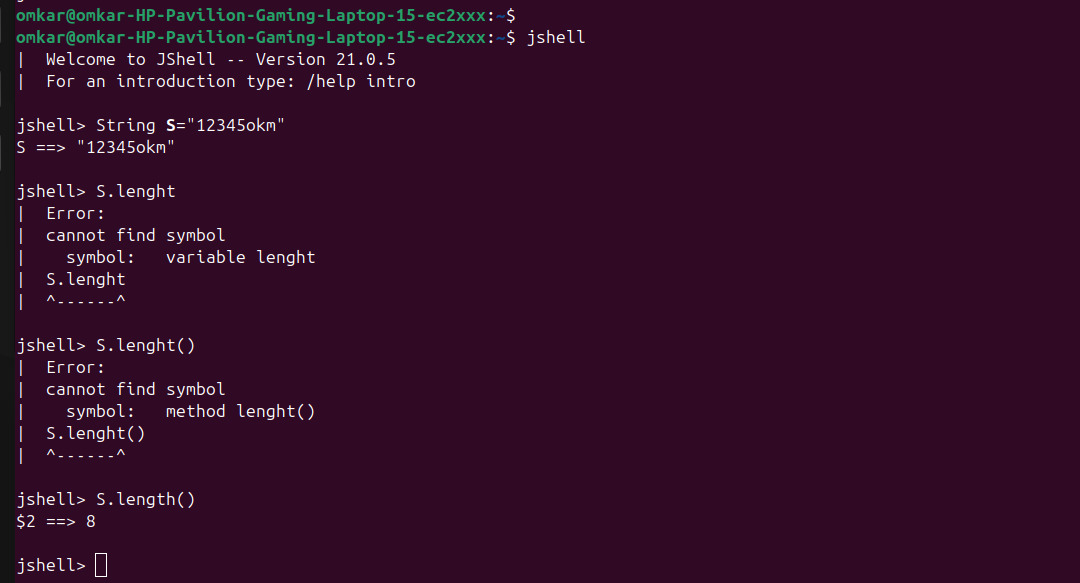 omkar@omkar-HP-Pavilion-Gaming-Laptop-15-ec2xxx:~$
omkar@omkar-HP-Pavilion-Gaming-Laptop-15-ec2xxx:~$ jshell
|  Welcome to JShell -- Version 21.0.5
|  For an introduction type: /help intro

jshell> String S="12345okm"
S ==> "12345okm"

jshell> S.lenght
|  Error:
|  cannot find symbol
|    symbol:   variable lenght
|  S.lenght
|  ^------^

jshell> S.lenght()
|  Error:
|  cannot find symbol
|    symbol:   method lenght()
|  S.lenght()
|  ^------^

jshell> S.length()
$2 ==> 8

jshell>